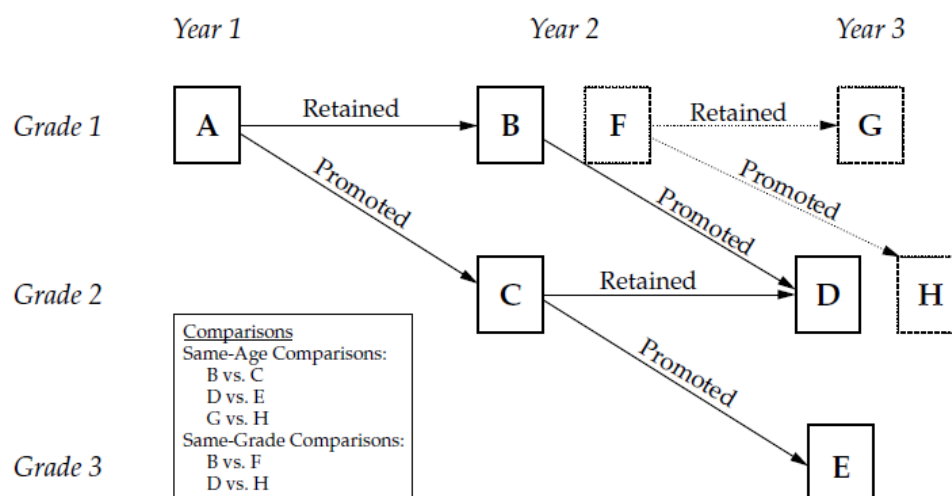 Year 1 Year 2 Year 3
Grade 1 A Retained B F Retained G
Promoted Promoted Promoted
Grade 2 C Retained D H
Promoted
Comparisons
Same-Age Comparisons:
B vs. C
D vs. E
G vs. H
Same-Grade Comparisons:
B vs. F
D vs. H
Grade 3 E